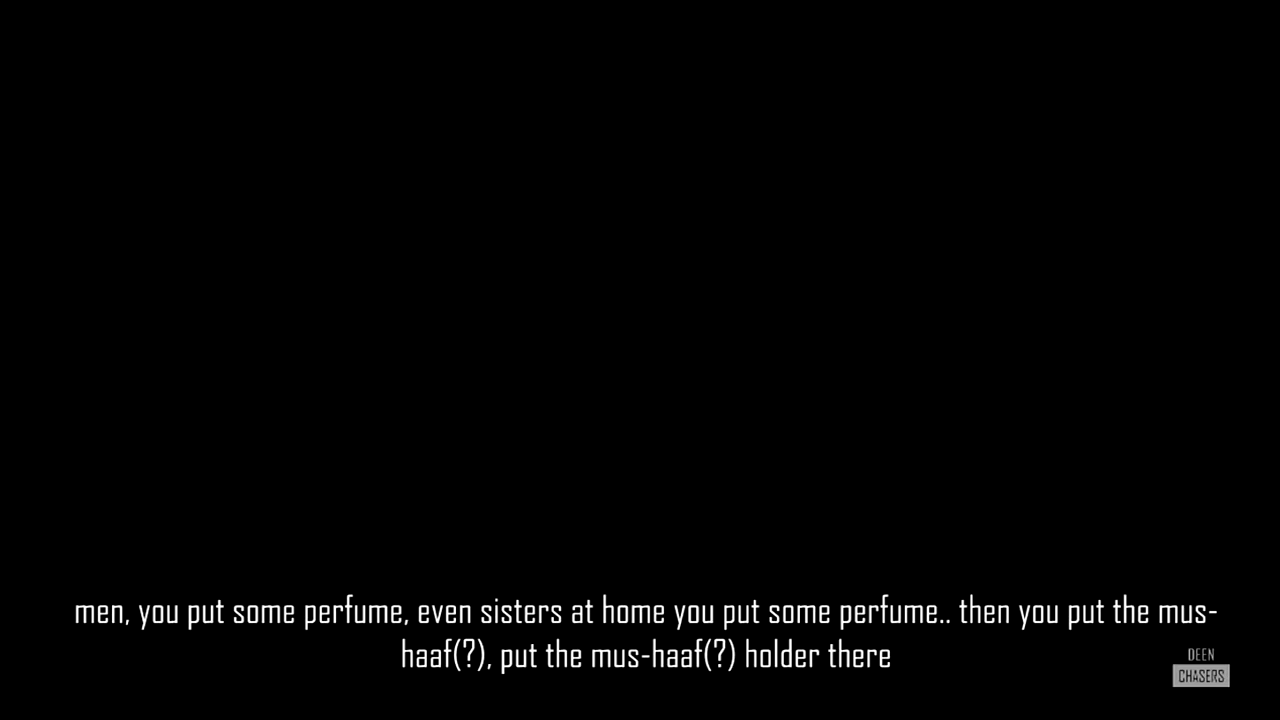 men, you put some perfume, even sisters at home you put some perfume.. then you put the mus-
haaf(?), put the mus-haaf(?) holder there
DEEN
CHASERS